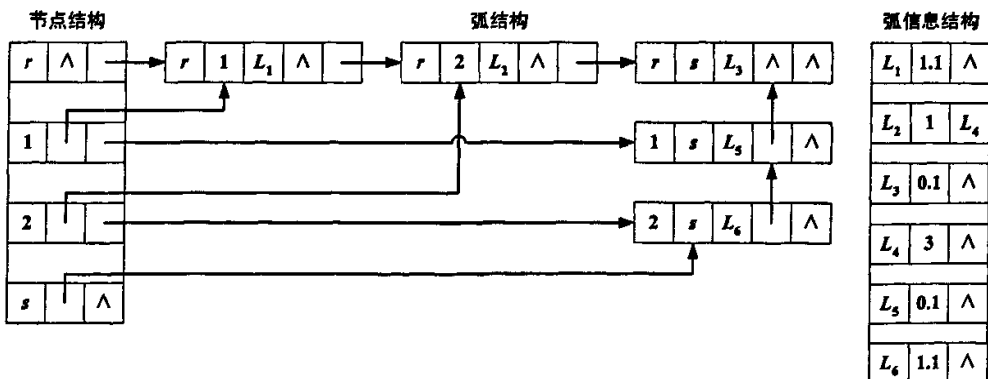 节点结构 弧结构 弧信息结构
r ∧ r 1 L₁ ∧ r 2 L₂ ∧ r s L₃ ∧ ∧ L₁ 1.1 ∧
L₂ 1 L₄
1 1 s L₅ ∧
L₃ 0.1 ∧
2 2 s L₆ ∧
L₄ 3 ∧
s ∧ L₅ 0.1 ∧
L₆ 1.1 ∧